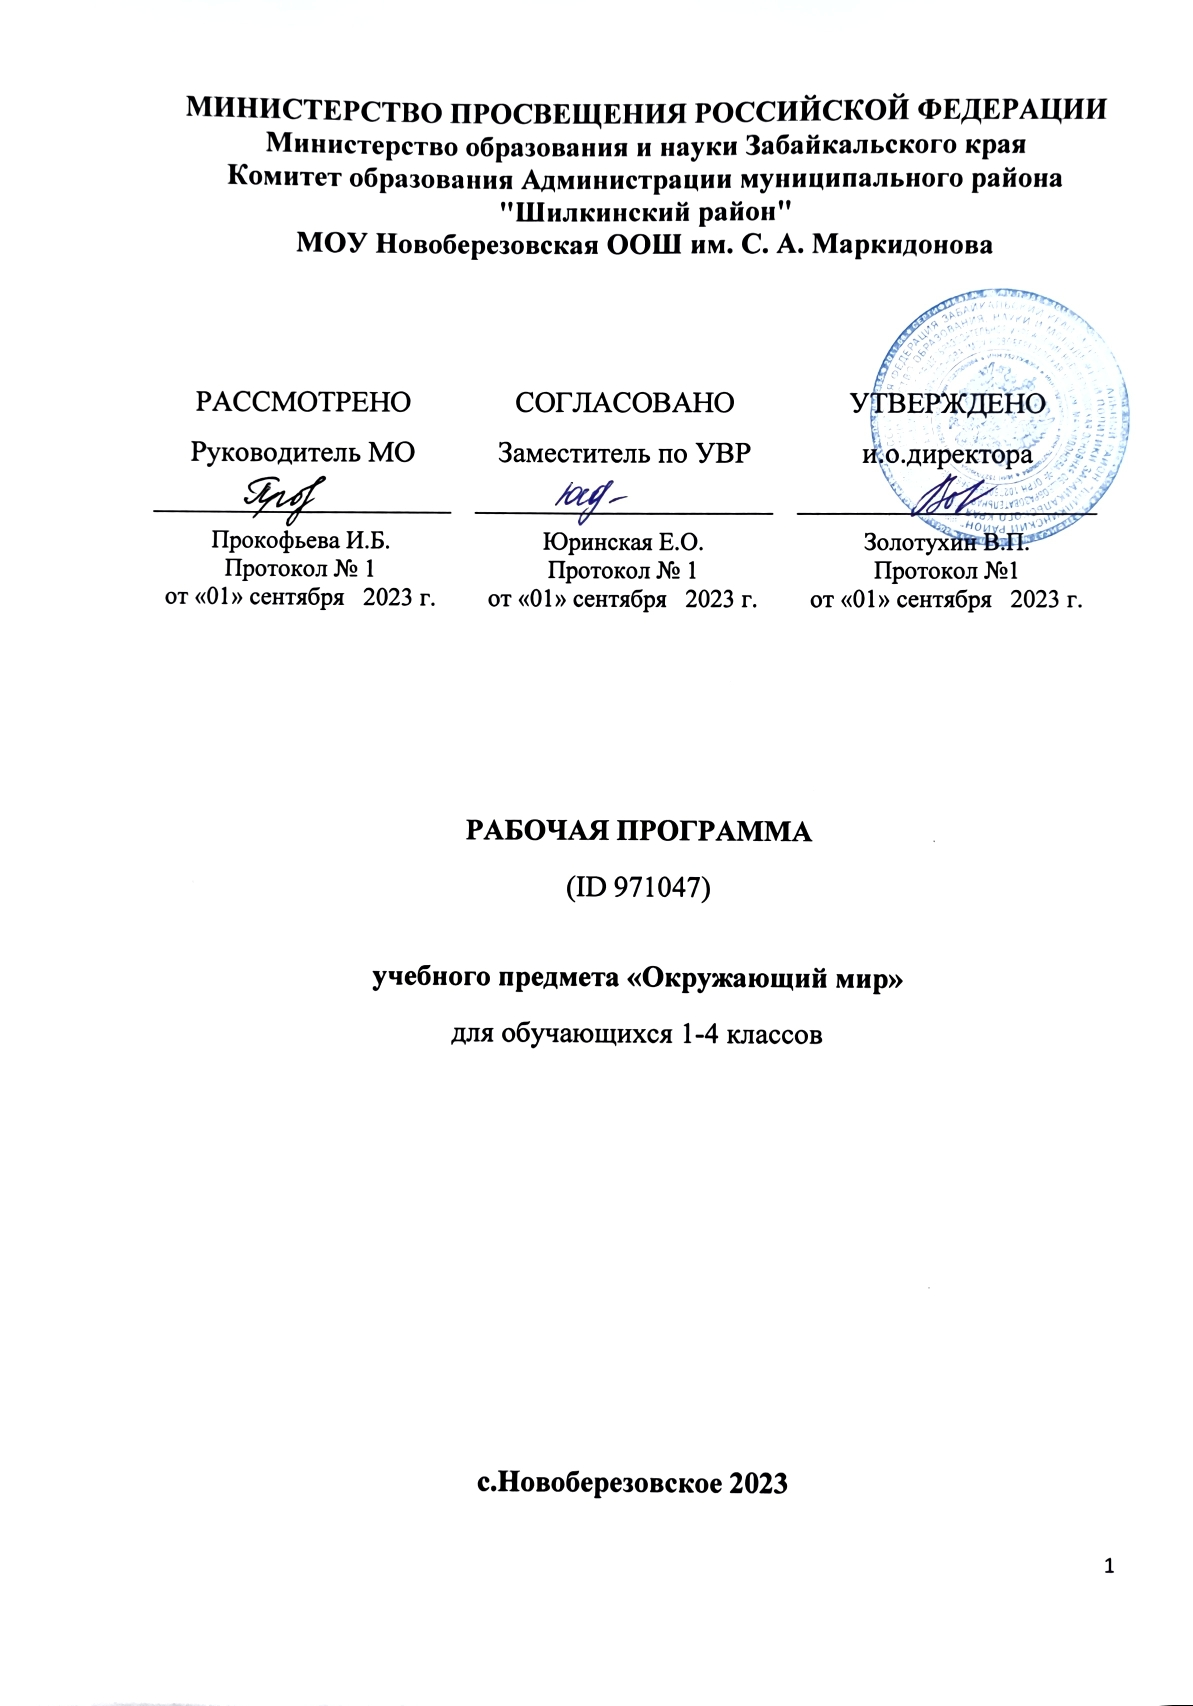 МИНИСТЕРСТВО ПРОСВЕЩЕНИЯ РОССИЙСКОЙ ФЕДЕРАЦИИ
Министерство образования и науки Забайкальского края
Комитет образования Администрации муниципального района
"Шилкинский район"
МОУ Новоберезовская ООШ им. С. А. Маркидонова
РАССМОТРЕНО
Руководитель МО
Прокофьева И.Б.
Протокол № 1
от «01» сентября 2023 г.
СОГЛАСОВАНО
Заместитель по УВР
Юринская Е.О.
Протокол № 1
от «01» сентября 2023 г.
УТВЕРЖДЕНО
и.о.директора
Золотухин В.П.
Протокол №1
от «01» сентября 2023 г.
РАБОЧАЯ ПРОГРАММА
(ID 971047)
учебного предмета «Окружающий мир»
для обучающихся 1-4 классов
с.Новоберезовское 2023
1